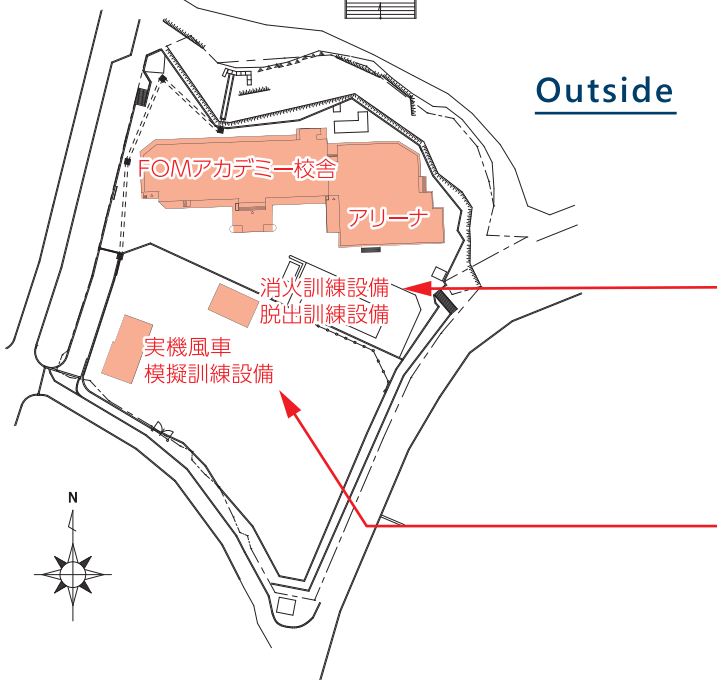 Outside
FOMアカデミー校舎
アリーナ
消火訓練設備
脱出訓練設備
実機風車
模擬訓練設備
N